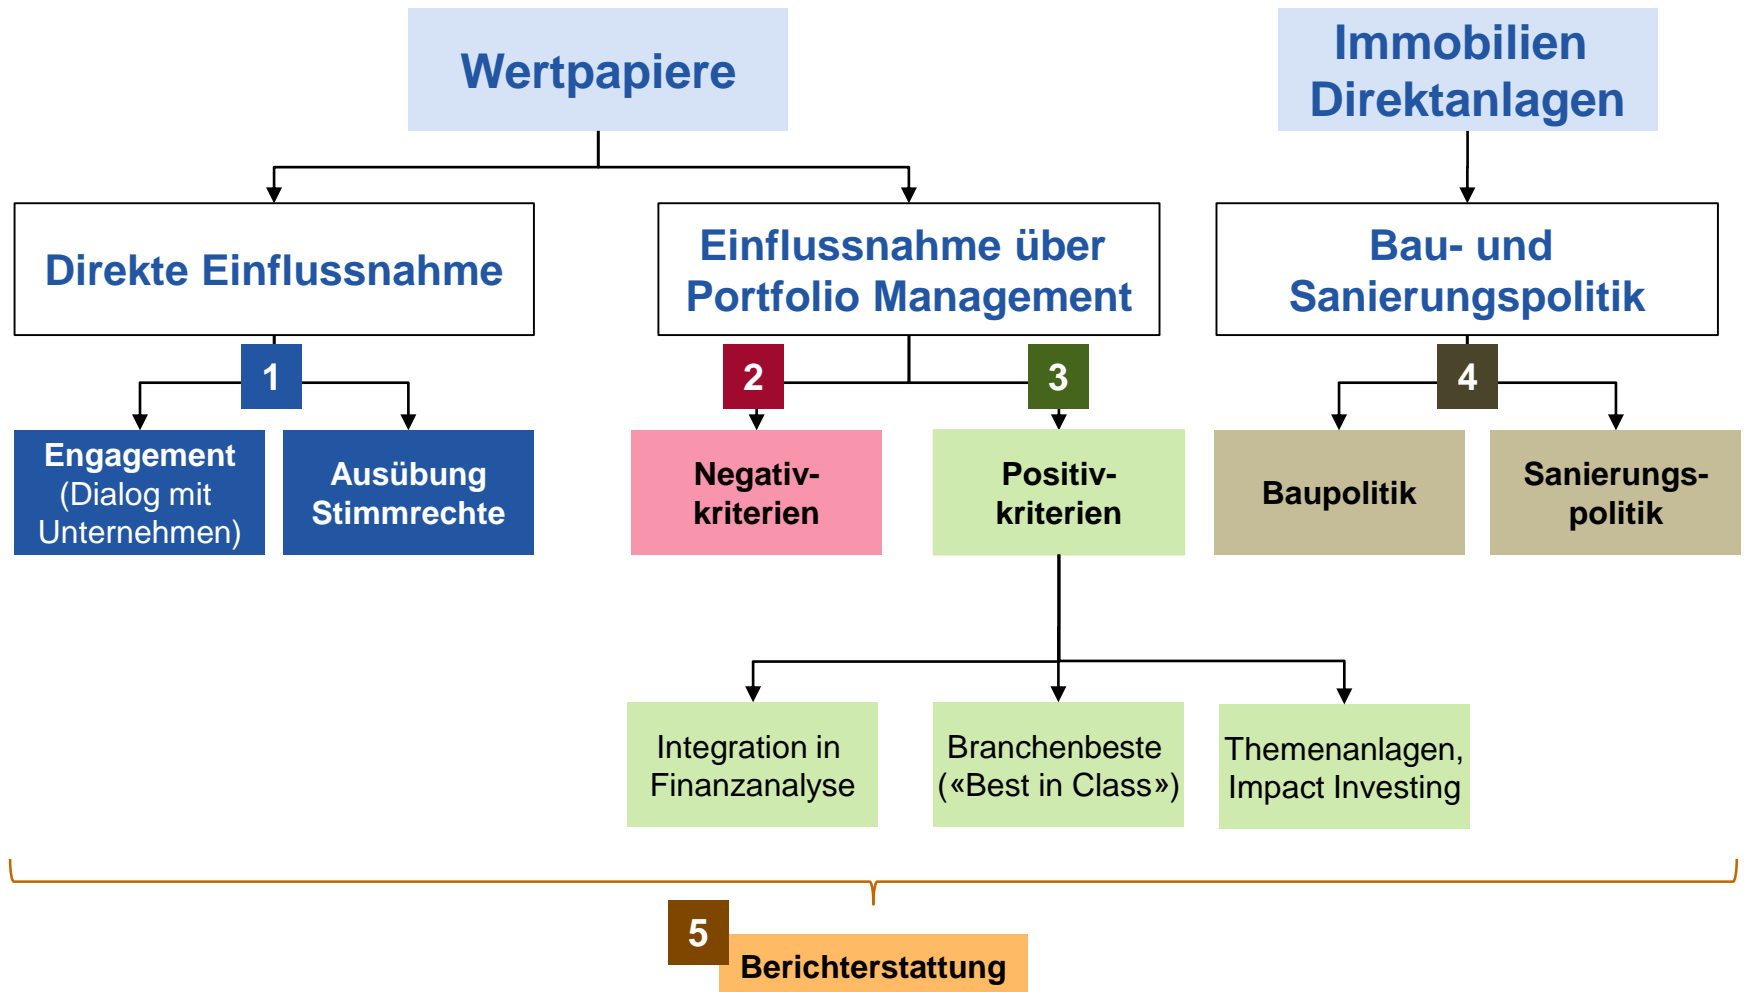 Wertpapiere
Immobilien
Direktanlagen
Direkte Einflussnahme
Einflussnahme über
Portfolio Management
Bau- und
Sanierungspolitik
1
2
3
4
Engagement
(Dialog mit
Unternehmen)
Ausübung
Stimmrechte
Negativ-
kriterien
Positiv-
kriterien
Baupolitik
Sanierungs-
politik
Integration in
Finanzanalyse
Branchenbeste
(«Best in Class»)
Themenanlagen,
Impact Investing
5
Berichterstattung